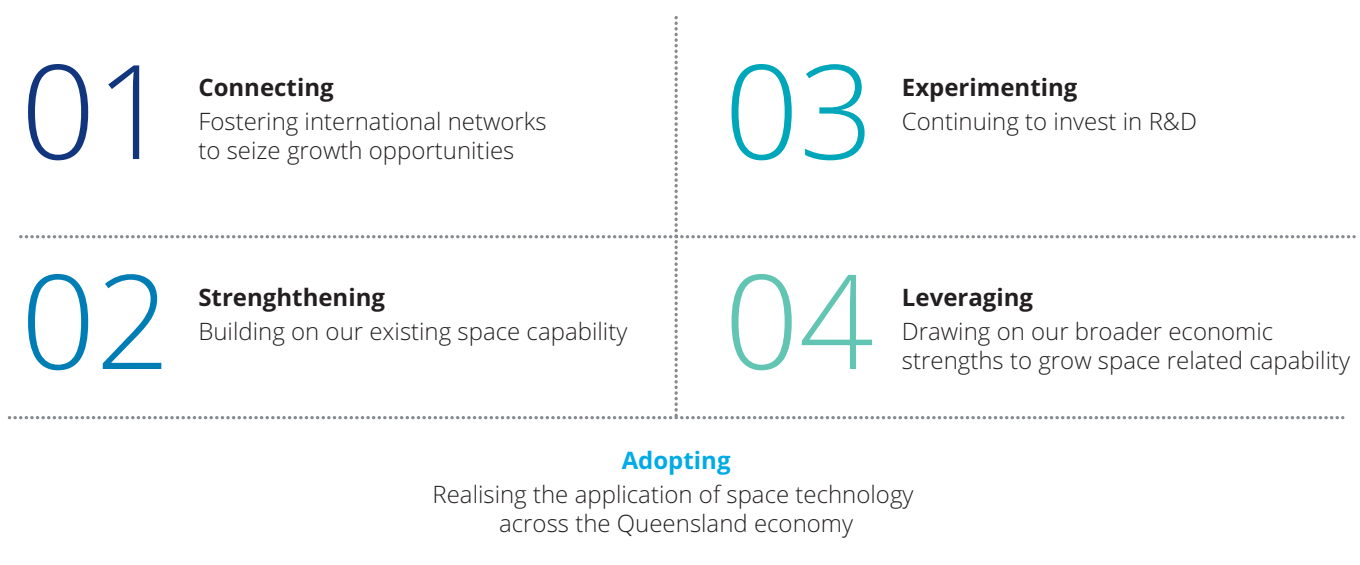 01
Connecting
Fostering international networks
to seize growth opportunities
02
Strenghthening
Building on our existing space capability
03
Experimenting
Continuing to invest in R&D
04
Leveraging
Drawing on our broader economic
strengths to grow space related capability
Adopting
Realising the application of space technology
across the Queensland economy